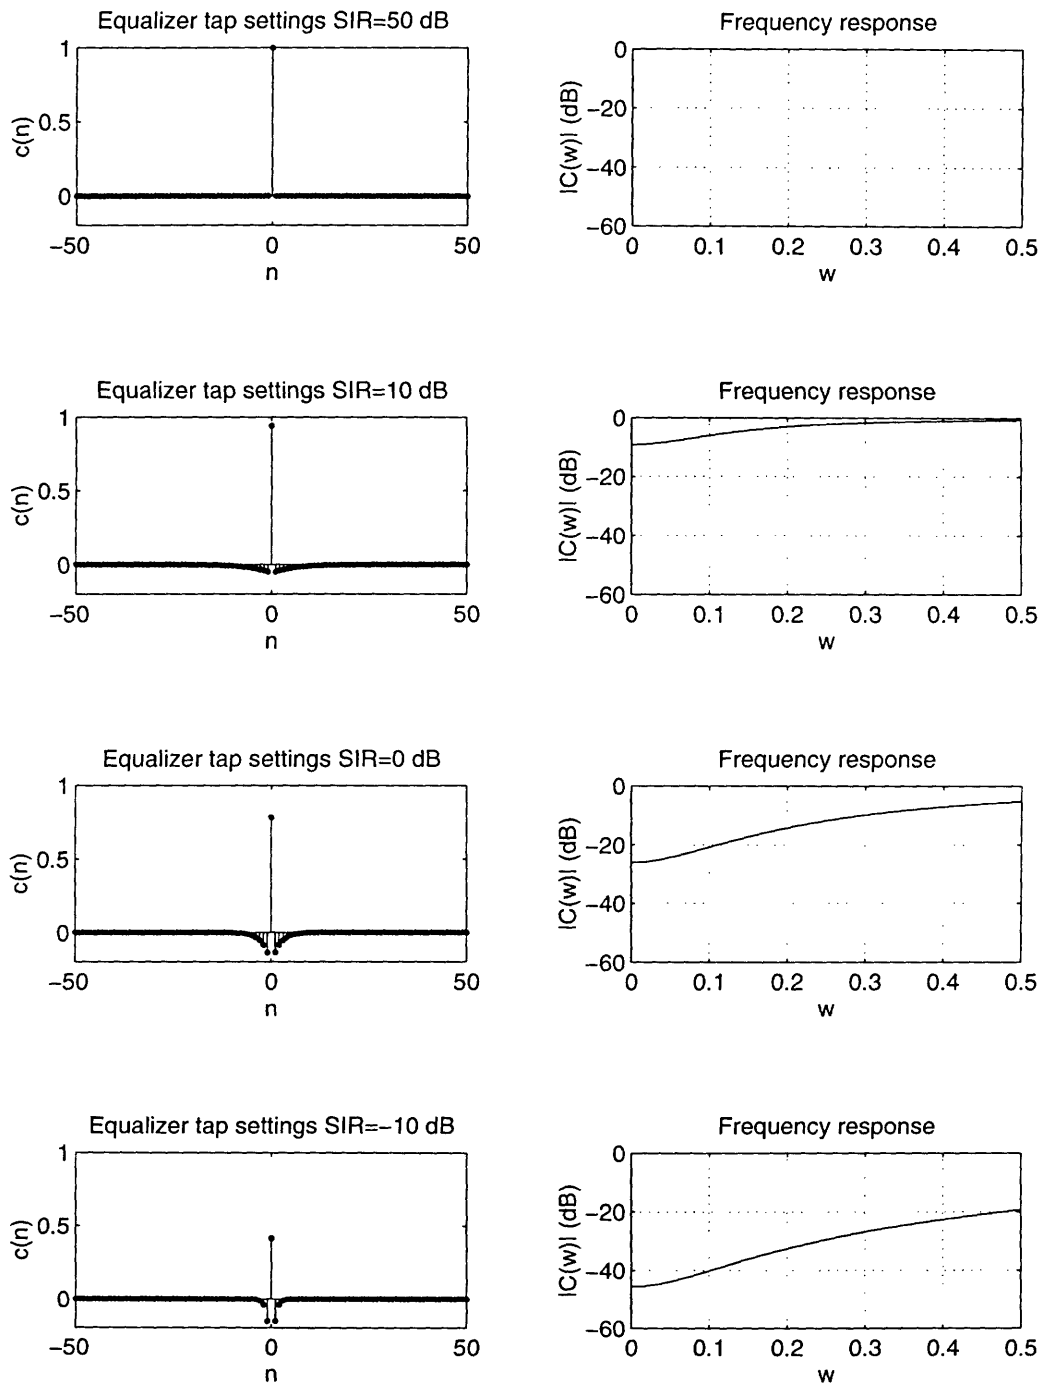 Equalizer tap settings SIR=50 dB
1
0.5
0
c(n)
−50
0
50
n
Frequency response
0
−20
−40
−60
|C(w)| (dB)
0
0.1
0.2
0.3
0.4
0.5
w
Equalizer tap settings SIR=10 dB
1
0.5
0
c(n)
−50
0
50
n
Frequency response
0
−20
−40
−60
|C(w)| (dB)
0
0.1
0.2
0.3
0.4
0.5
w
Equalizer tap settings SIR=0 dB
1
0.5
0
c(n)
−50
0
50
n
Frequency response
0
−20
−40
−60
|C(w)| (dB)
0
0.1
0.2
0.3
0.4
0.5
w
Equalizer tap settings SIR=−10 dB
1
0.5
0
c(n)
−50
0
50
n
Frequency response
0
−20
−40
−60
|C(w)| (dB)
0
0.1
0.2
0.3
0.4
0.5
w